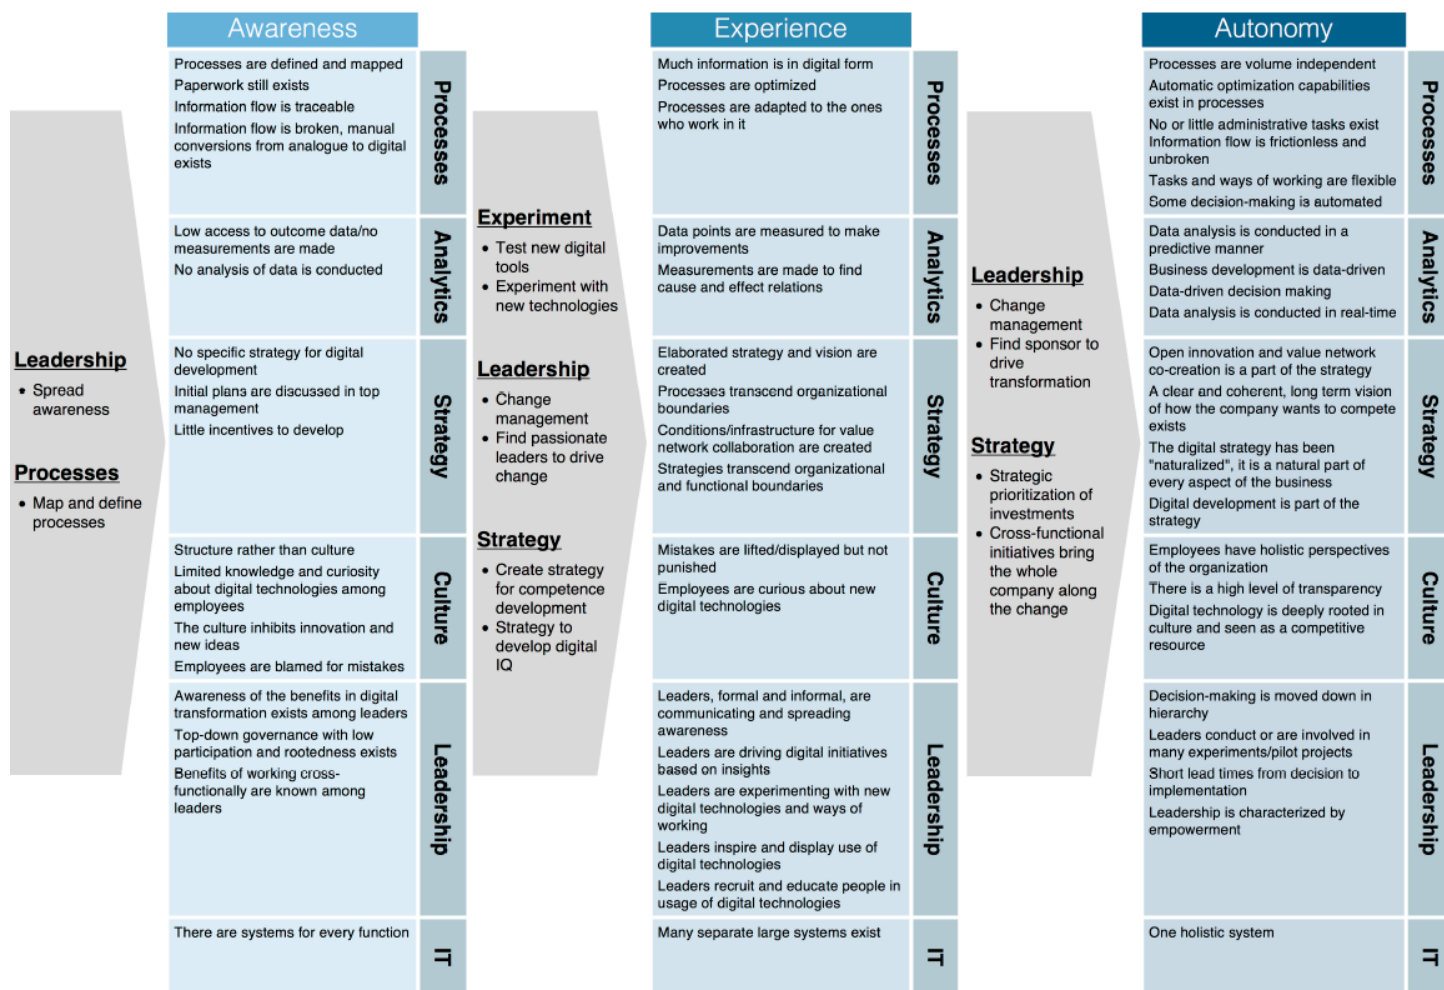 Leadership
• Spread
awareness
Processes
• Map and define
processes
Awareness
Processes are defined and mapped
Paperwork still exists
Information flow is traceable
Information flow is broken, manual
conversions from analogue to digital
exists
Processes
Low access to outcome data/no
measurements are made
No analysis of data is conducted
Analytics
No specific strategy for digital
development
Initial plans are discussed in top
management
Little incentives to develop
Strategy
Structure rather than culture
Limited knowledge and curiosity
about digital technologies among
employees
The culture inhibits innovation and
new ideas
Employees are blamed for mistakes
Culture
Awareness of the benefits in digital
transformation exists among leaders
Top-down governance with low
participation and rootedness exists
Benefits of working cross-
functionally are known among
leaders
Leadership
There are systems for every function
IT
Experiment
• Test new digital
tools
• Experiment with
new technologies
Leadership
• Change
management
• Find passionate
leaders to drive
change
Strategy
• Create strategy
for competence
development
• Strategy to
develop digital
IQ
Experience
Much information is in digital form
Processes are optimized
Processes are adapted to the ones
who work in it
Processes
Data points are measured to make
improvements
Measurements are made to find
cause and effect relations
Analytics
Elaborated strategy and vision are
created
Processes transcend organizational
boundaries
Conditions/infrastructure for value
network collaboration are created
Strategies transcend organizational
and functional boundaries
Strategy
Mistakes are lifted/displayed but not
punished
Employees are curious about new
digital technologies
Culture
Leaders, formal and informal, are
communicating and spreading
awareness
Leaders are driving digital initiatives
based on insights
Leaders are experimenting with new
digital technologies and ways of
working
Leaders inspire and display use of
digital technologies
Leaders recruit and educate people in
usage of digital technologies
Leadership
Many separate large systems exist
IT
Leadership
• Change
management
• Find sponsor to
drive
transformation
Strategy
• Strategic
prioritization of
investments
• Cross-functional
initiatives bring
the whole
company along
the change
Autonomy
Processes are volume independent
Automatic optimization capabilities
exist in processes
No or little administrative tasks exist
Information flow is frictionless and
unbroken
Tasks and ways of working are flexible
Some decision-making is automated
Processes
Data analysis is conducted in a
predictive manner
Business development is data-driven
Data-driven decision making
Data analysis is conducted in real-time
Analytics
Open innovation and value network
co-creation is a part of the strategy
A clear and coherent, long term vision
of how the company wants to compete
exists
The digital strategy has been
"naturalized", it is a natural part of
every aspect of the business
Digital development is part of the
strategy
Strategy
Employees have holistic perspectives
of the organization
There is a high level of transparency
Digital technology is deeply rooted in
culture and seen as a competitive
resource
Culture
Decision-making is moved down in
hierarchy
Leaders conduct or are involved in
many experiments/pilot projects
Short lead times from decision to
implementation
Leadership is characterized by
empowerment
Leadership
One holistic system
IT